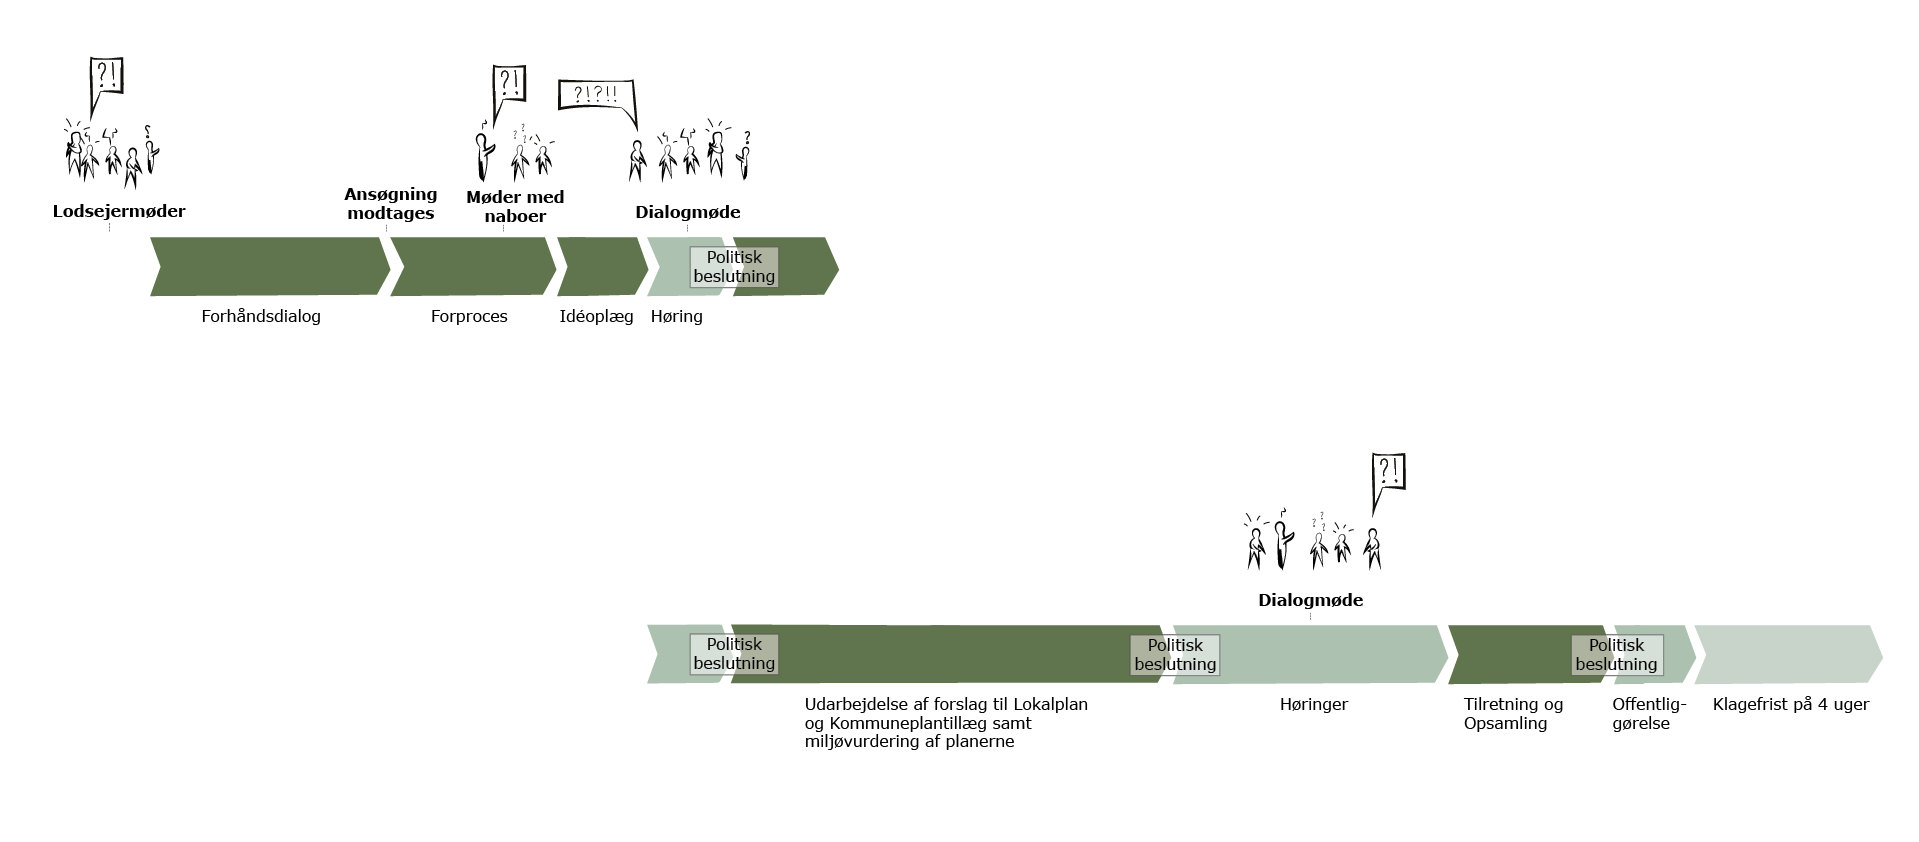 ?!
?!
?!?!!
?
?
?
?
?
Lodsejermøder
Ansøgning
modtages
Møder med
naboer
Dialogmøde
Politisk
beslutning
Forhåndsdialog
Forproces
Idéoplæg
Høring
?!
?
?
?
Dialogmøde
Politisk
beslutning
Politisk
beslutning
Politisk
beslutning
Udarbejdelse af forslag til Lokalplan
og Kommuneplantillæg samt
miljøvurdering af planerne
Høringer
Tilretning og
Opsamling
Offentlig-
gørelse
Klagefrist på 4 uger